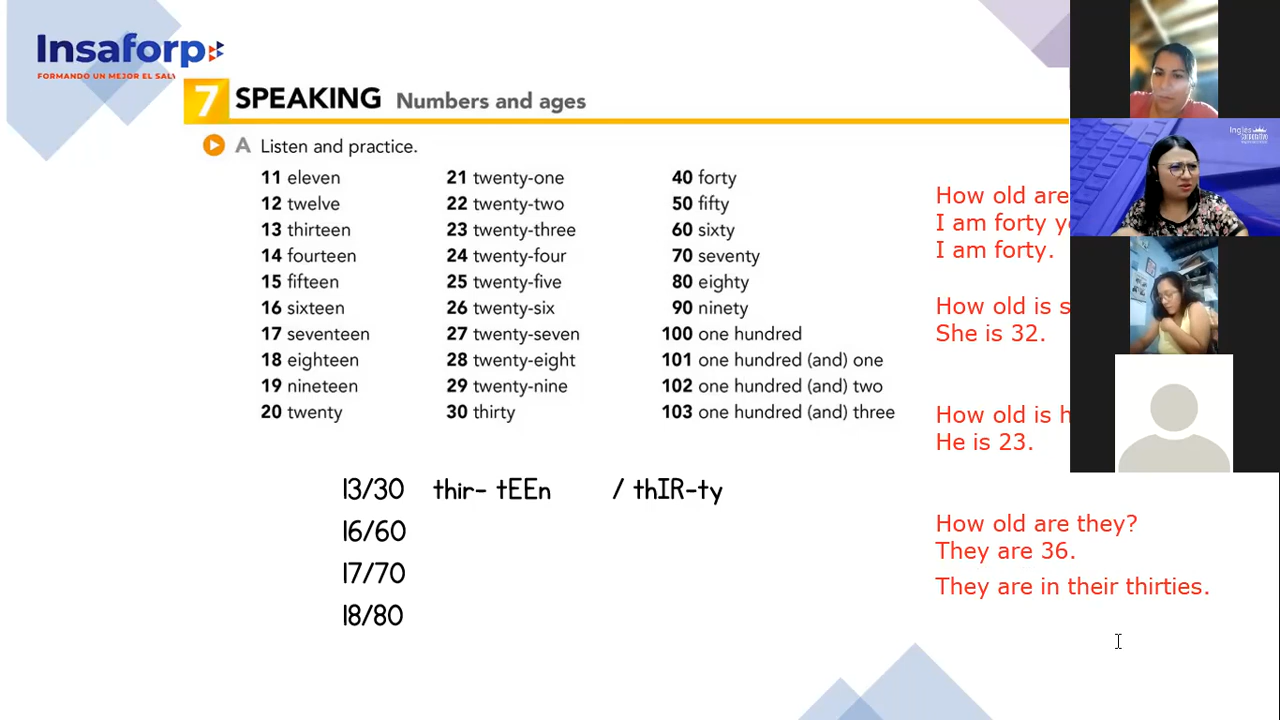 Insaforp
FORMANDO UN MEJOR EL SALV
7 SPEAKING Numbers and ages
A Listen and practice.
11 eleven
12 twelve
13 thirteen
14 fourteen
15 fifteen
16 sixteen
17 seventeen
18 eighteen
19 nineteen
20 twenty
21 twenty-one
22 twenty-two
23 twenty-three
24 twenty-four
25 twenty-five
26 twenty-six
27 twenty-seven
28 twenty-eight
29 twenty-nine
30 thirty
40 forty
50 fifty
60 sixty
70 seventy
80 eighty
90 ninety
100 one hundred
101 one hundred (and) one
102 one hundred (and) two
103 one hundred (and) three
13/30 thir- tEEn / thIR-ty
16/60
17/70
18/80
How old are
I am forty y
I am forty.
How old is s
She is 32.
How old is h
He is 23.
How old are they?
They are 36.
They are in their thirties.
Ingles